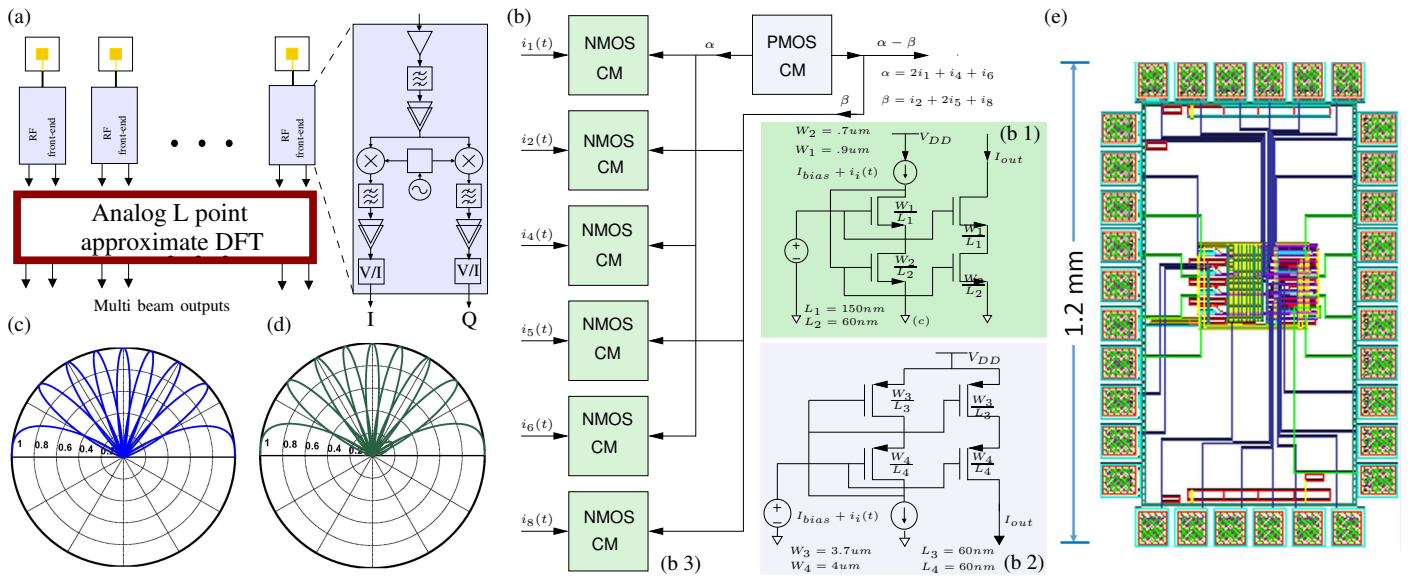 (a)
RF
front-end
RF
front-end
RF
front-end
Analog L point
approximate DFT
Multi beam outputs
V/I
V/I
I
Q
(b)
i1(t)
NMOS
CM
i2(t)
NMOS
CM
i4(t)
NMOS
CM
i5(t)
NMOS
CM
i6(t)
NMOS
CM
i8(t)
NMOS
CM
α
PMOS
CM
α − β
α = 2i1 + i4 + i6
β
β = i2 + 2i5 + i8
(b 3)
(b 1)
W2 = .7um
W1 = .9um
VDD
Iout
Ibias + ii(t)
W1
L1
W1
L1
W2
L2
W2
L2
L1 = 150nm
L2 = 60nm
(c)
VDD
W3
L3
W3
L3
W4
L4
W4
L4
Ibias + ii(t)
Iout
W3 = 3.7um
W4 = 4um
L3 = 60nm
L4 = 60nm
(b 2)
(c)
1 0.8 0.6 0.4
(d)
1 0.8 0.6 0.4
(e)
1.2 mm